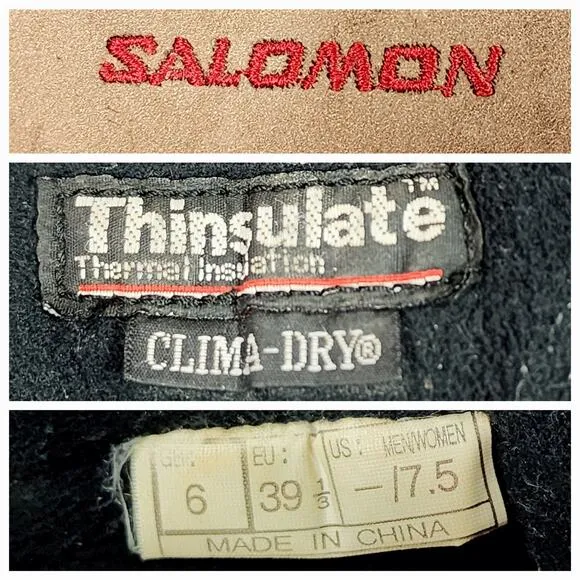 SALOMON
Thinsulate™
Thermal Insulation
CLIMA-DRY®
GBR: EU: US: MEN/WOMEN
6 39 1/3 -/7.5
MADE IN CHINA